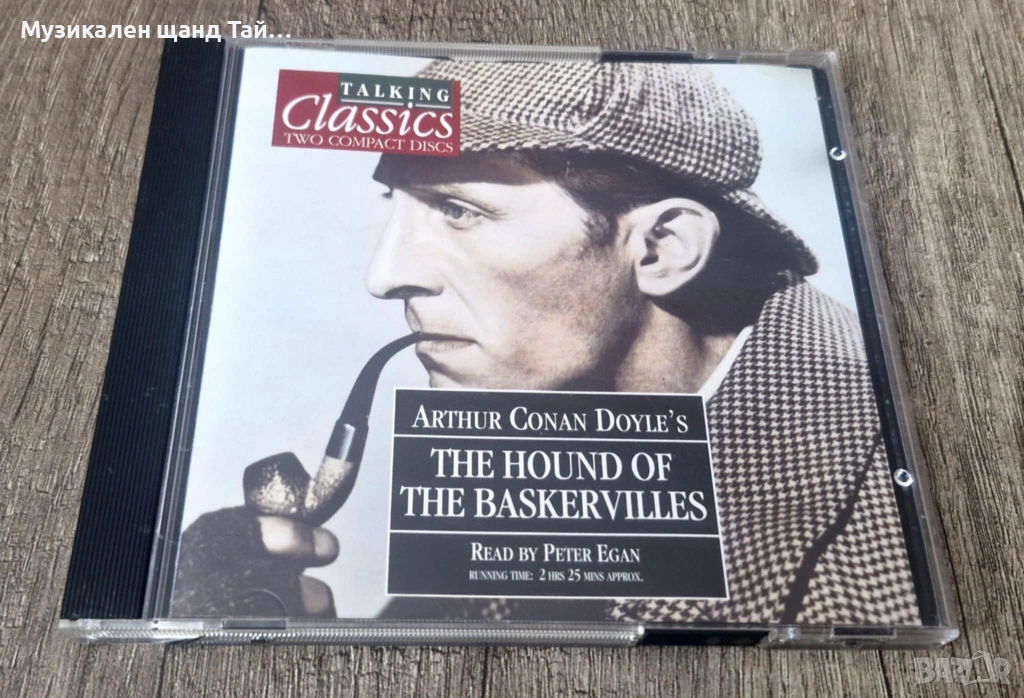 Музикален щанд Тай...
TALKING
Classics
TWO COMPACT DISCS
ARTHUR CONAN DOYLE'S
THE HOUND OF
THE BASKERVILLES
READ BY PETER EGAN
RUNNING TIME: 2 HRS 25 MINS APPROX.
BAZAR